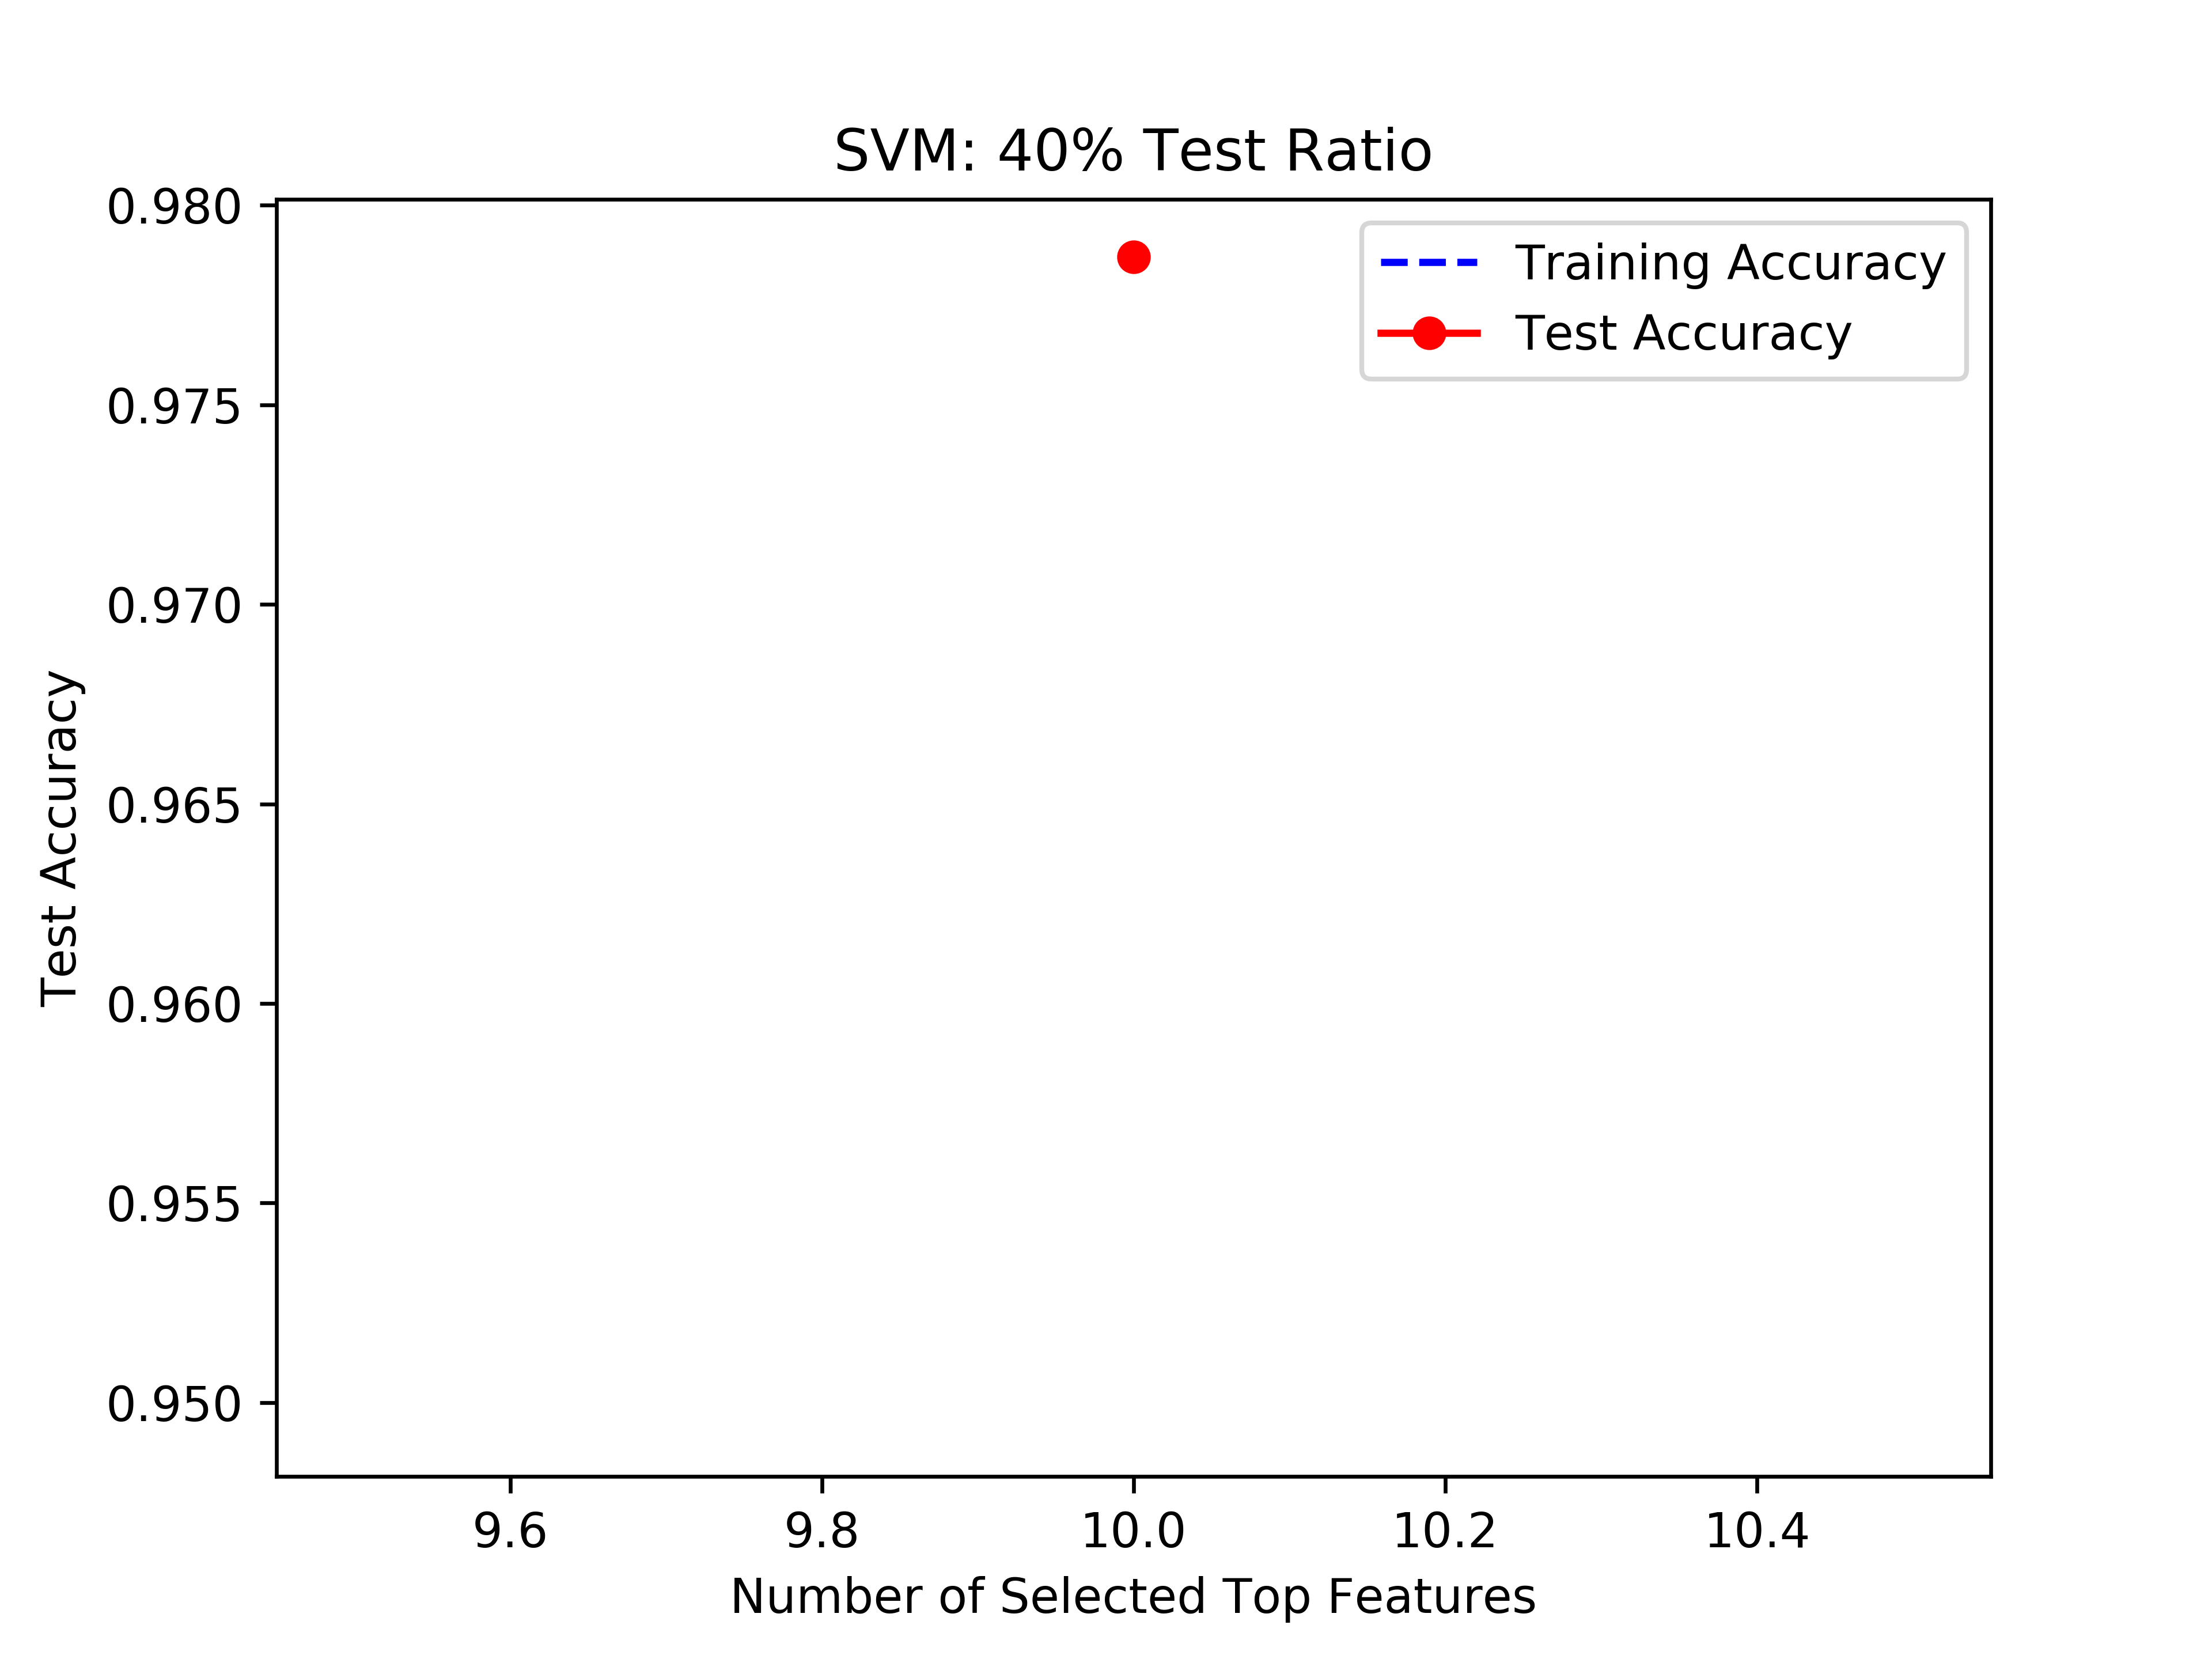 SVM: 40% Test Ratio
Training Accuracy
Test Accuracy
0.980
0.975
0.970
0.965
0.960
0.955
0.950
Test Accuracy
9.6 9.8 10.0 10.2 10.4
Number of Selected Top Features